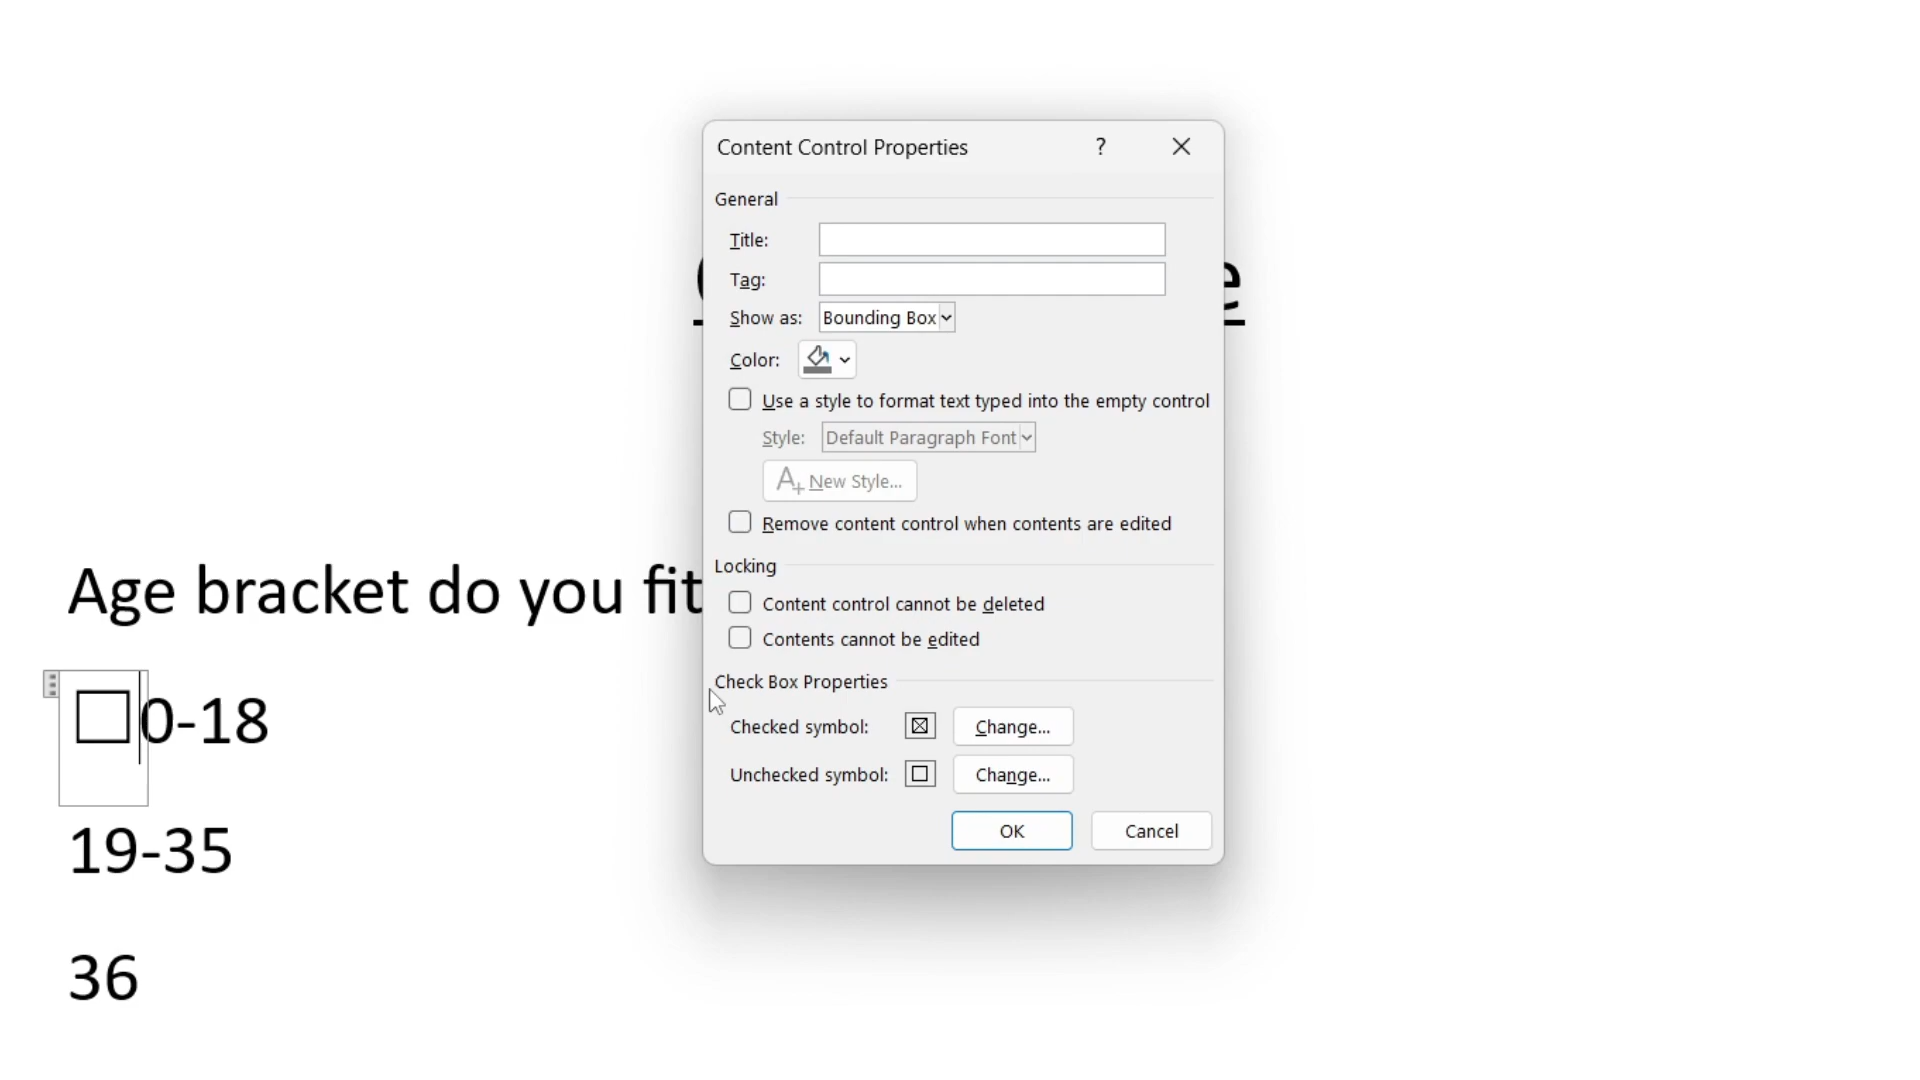 Content Control Properties ?
General
Title:
Tag:
Show as: Bounding Box
Color:
Use a style to format text typed into the empty control
Style: Default Paragraph Font
New Style...
Remove content control when contents are edited
Locking
Content control cannot be deleted
Contents cannot be edited
Check Box Properties
Checked symbol: Change...
Unchecked symbol: Change...
OK Cancel
Age bracket do you fit
0-18
19-35
36